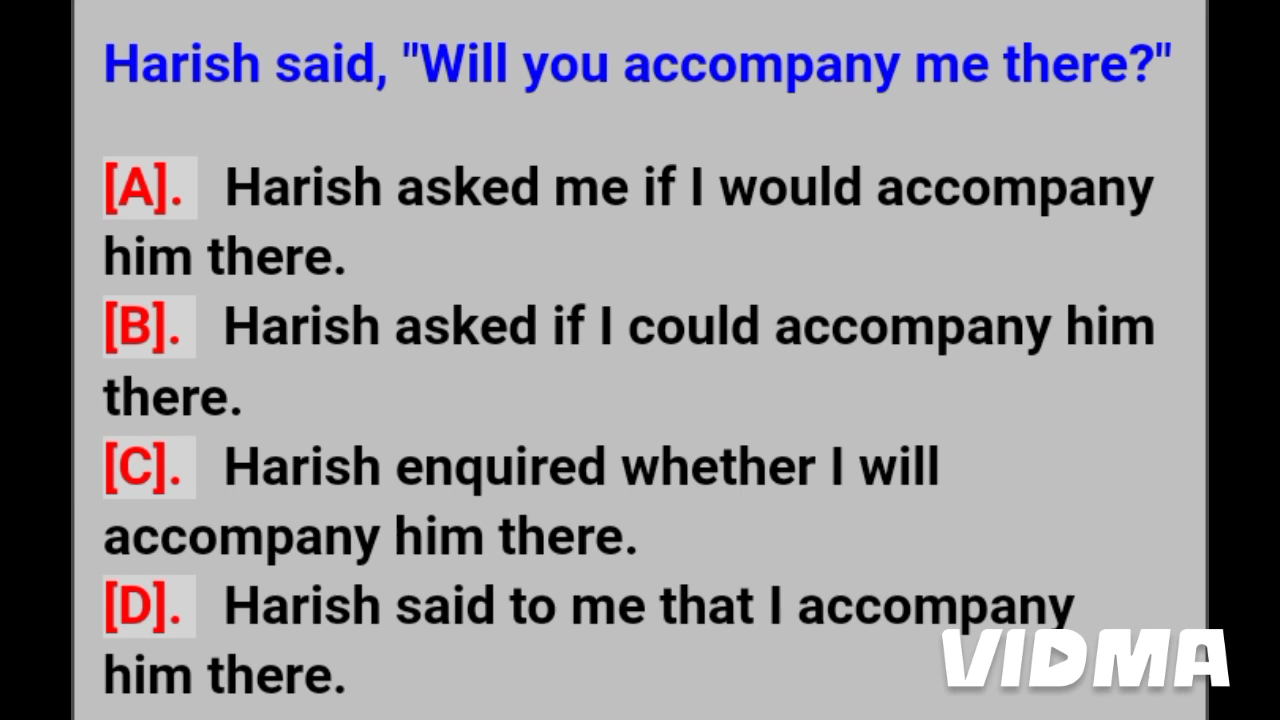 Harish said, "Will you accompany me there?"
[A]. Harish asked me if I would accompany
him there.
[B]. Harish asked if I could accompany him
there.
[C]. Harish enquired whether I will
accompany him there.
[D]. Harish said to me that I accompany
him there.
VIDMA